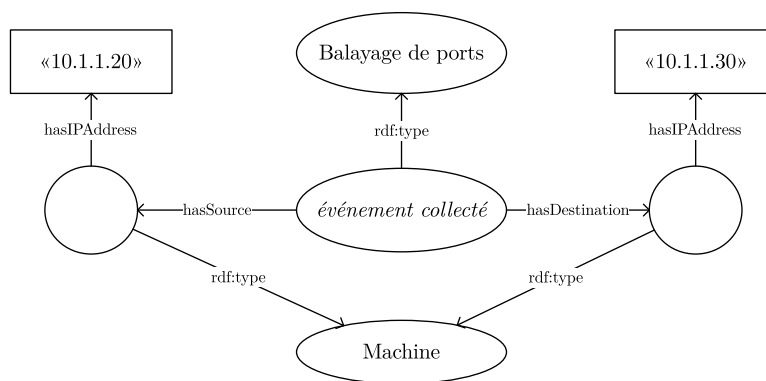 «10.1.1.20»
Balayage de ports
«10.1.1.30»
hasIPAddress
rdf:type
hasIPAddress
hasSource
événement collecté
hasDestination
rdf:type
rdf:type
Machine